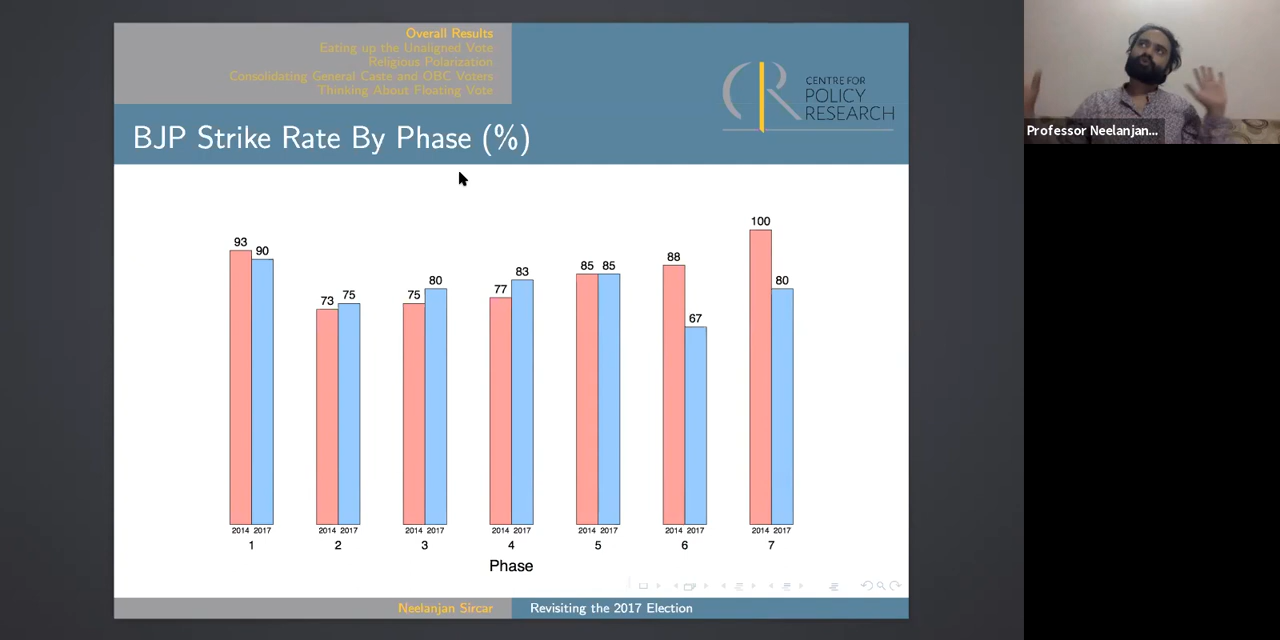 Overall Results
Eating up the Unaligned Vote
Religious Polarization
Consolidating General Caste and OBC Voters
Thinking About Floating Vote
CR
CENTRE FOR
POLICY
RESEARCH
BJP Strike Rate By Phase (%)
Professor Neelanjan...
93 90 73 75 75 80 77 83 85 85 88 67 100 80
2014 2017 2014 2017 2014 2017 2014 2017 2014 2017 2014 2017 2014 2017
1 2 3 4 5 6 7
Phase
Neelanjan Sircar Revisiting the 2017 Election